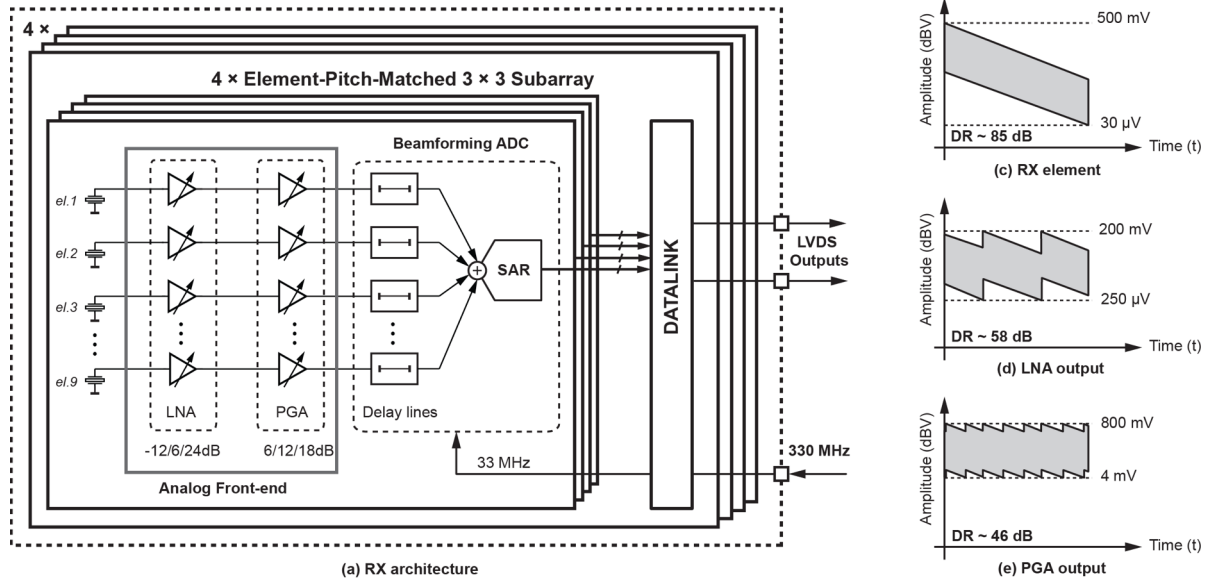 4 ×
4 × Element-Pitch-Matched 3 × 3 Subarray
Beamforming ADC
el.1
el.2
el.3
el.9
SAR
LNA
PGA
Delay lines
-12/6/24dB
6/12/18dB
Analog Front-end
33 MHz
DATALINK
LVDS
Outputs
330 MHz
(a) RX architecture
Amplitude (dBV)
500 mV
30 µV
DR ~ 85 dB
Time (t)
(c) RX element
Amplitude (dBV)
200 mV
250 µV
DR ~ 58 dB
Time (t)
(d) LNA output
Amplitude (dBV)
800 mV
4 mV
DR ~ 46 dB
Time (t)
(e) PGA output